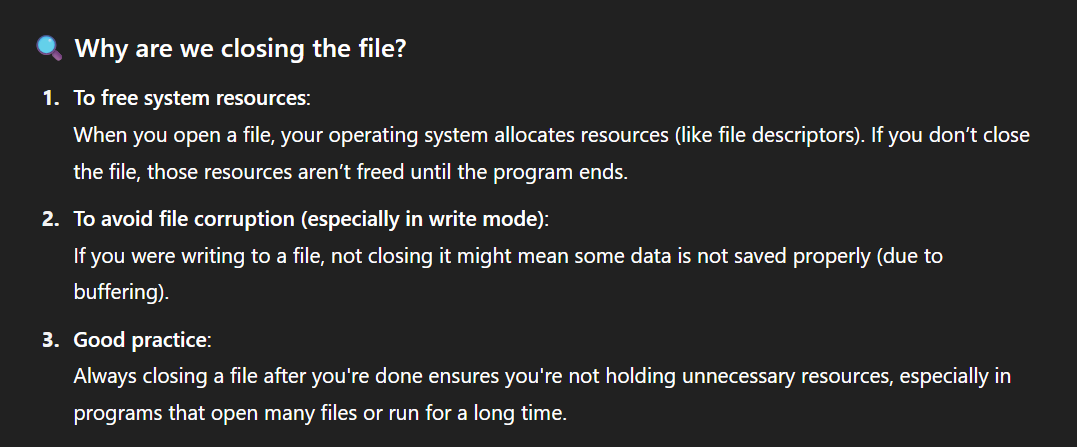 🔍 Why are we closing the file?
1. To free system resources:
When you open a file, your operating system allocates resources (like file descriptors). If you don’t close
the file, those resources aren’t freed until the program ends.
2. To avoid file corruption (especially in write mode):
If you were writing to a file, not closing it might mean some data is not saved properly (due to
buffering).
3. Good practice:
Always closing a file after you're done ensures you're not holding unnecessary resources, especially in
programs that open many files or run for a long time.